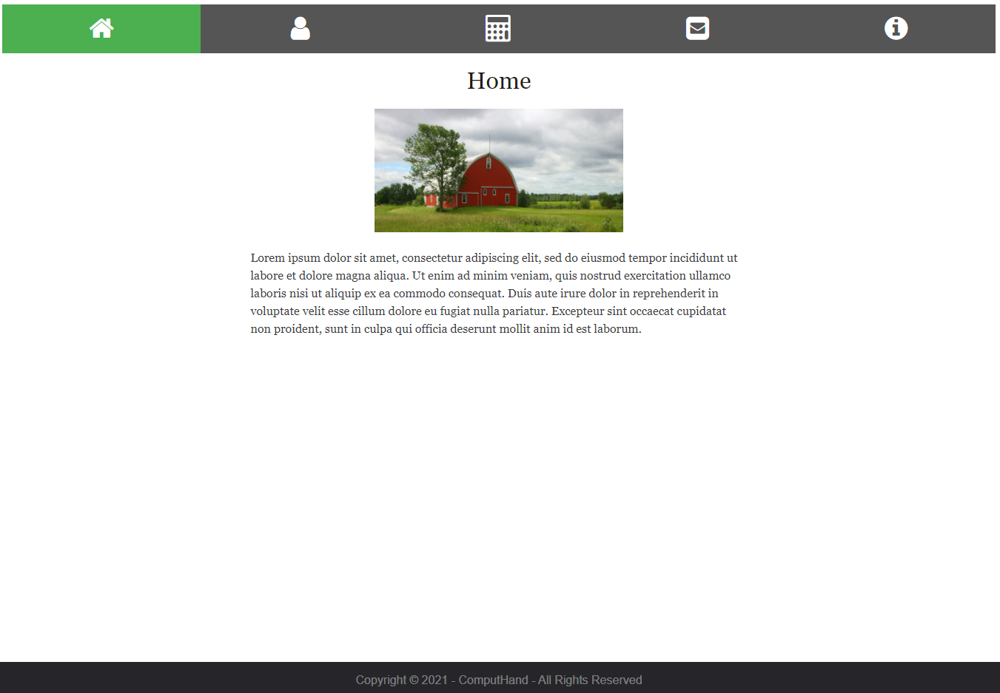 Home
Lorem ipsum dolor sit amet, consectetur adipiscing elit, sed do eiusmod tempor incididunt ut
labore et dolore magna aliqua. Ut enim ad minim veniam, quis nostrud exercitation ullamco
laboris nisi ut aliquip ex ea commodo consequat. Duis aute irure dolor in reprehenderit in
voluptate velit esse cillum dolore eu fugiat nulla pariatur. Excepteur sint occaecat cupidatat
non proident, sunt in culpa qui officia deserunt mollit anim id est laborum.
Copyright © 2021 - ComputHand - All Rights Reserved